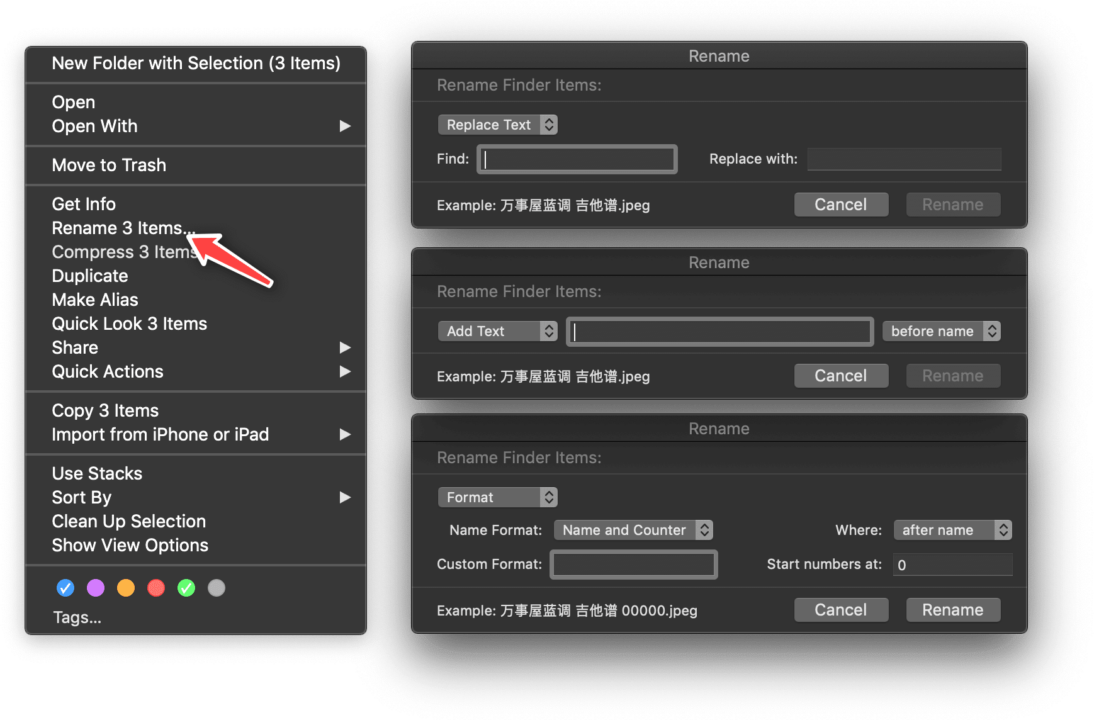 New Folder with Selection (3 Items)
Open
Open With
Move to Trash
Get Info
Rename 3 Items...
Compress 3 Items
Duplicate
Make Alias
Quick Look 3 Items
Share
Quick Actions
Copy 3 Items
Import from iPhone or iPad
Use Stacks
Sort By
Clean Up Selection
Show View Options
Tags...
Rename
Rename Finder Items:
Replace Text
Find: Replace with:
Example: 万事屋蓝调 吉他谱.jpeg Cancel Rename
Rename
Rename Finder Items:
Add Text before name
Example: 万事屋蓝调 吉他谱.jpeg Cancel Rename
Rename
Rename Finder Items:
Format
Name Format: Name and Counter Where: after name
Custom Format: Start numbers at: 0
Example: 万事屋蓝调 吉他谱 00000.jpeg Cancel Rename